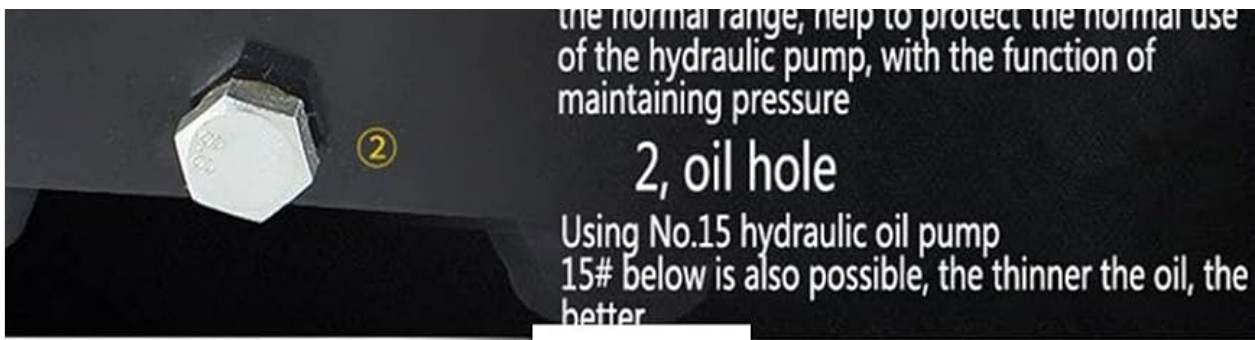 the normal range, help to protect the normal use
of the hydraulic pump, with the function of
maintaining pressure
②
2, oil hole
Using No.15 hydraulic oil pump
15# below is also possible, the thinner the oil, the
better